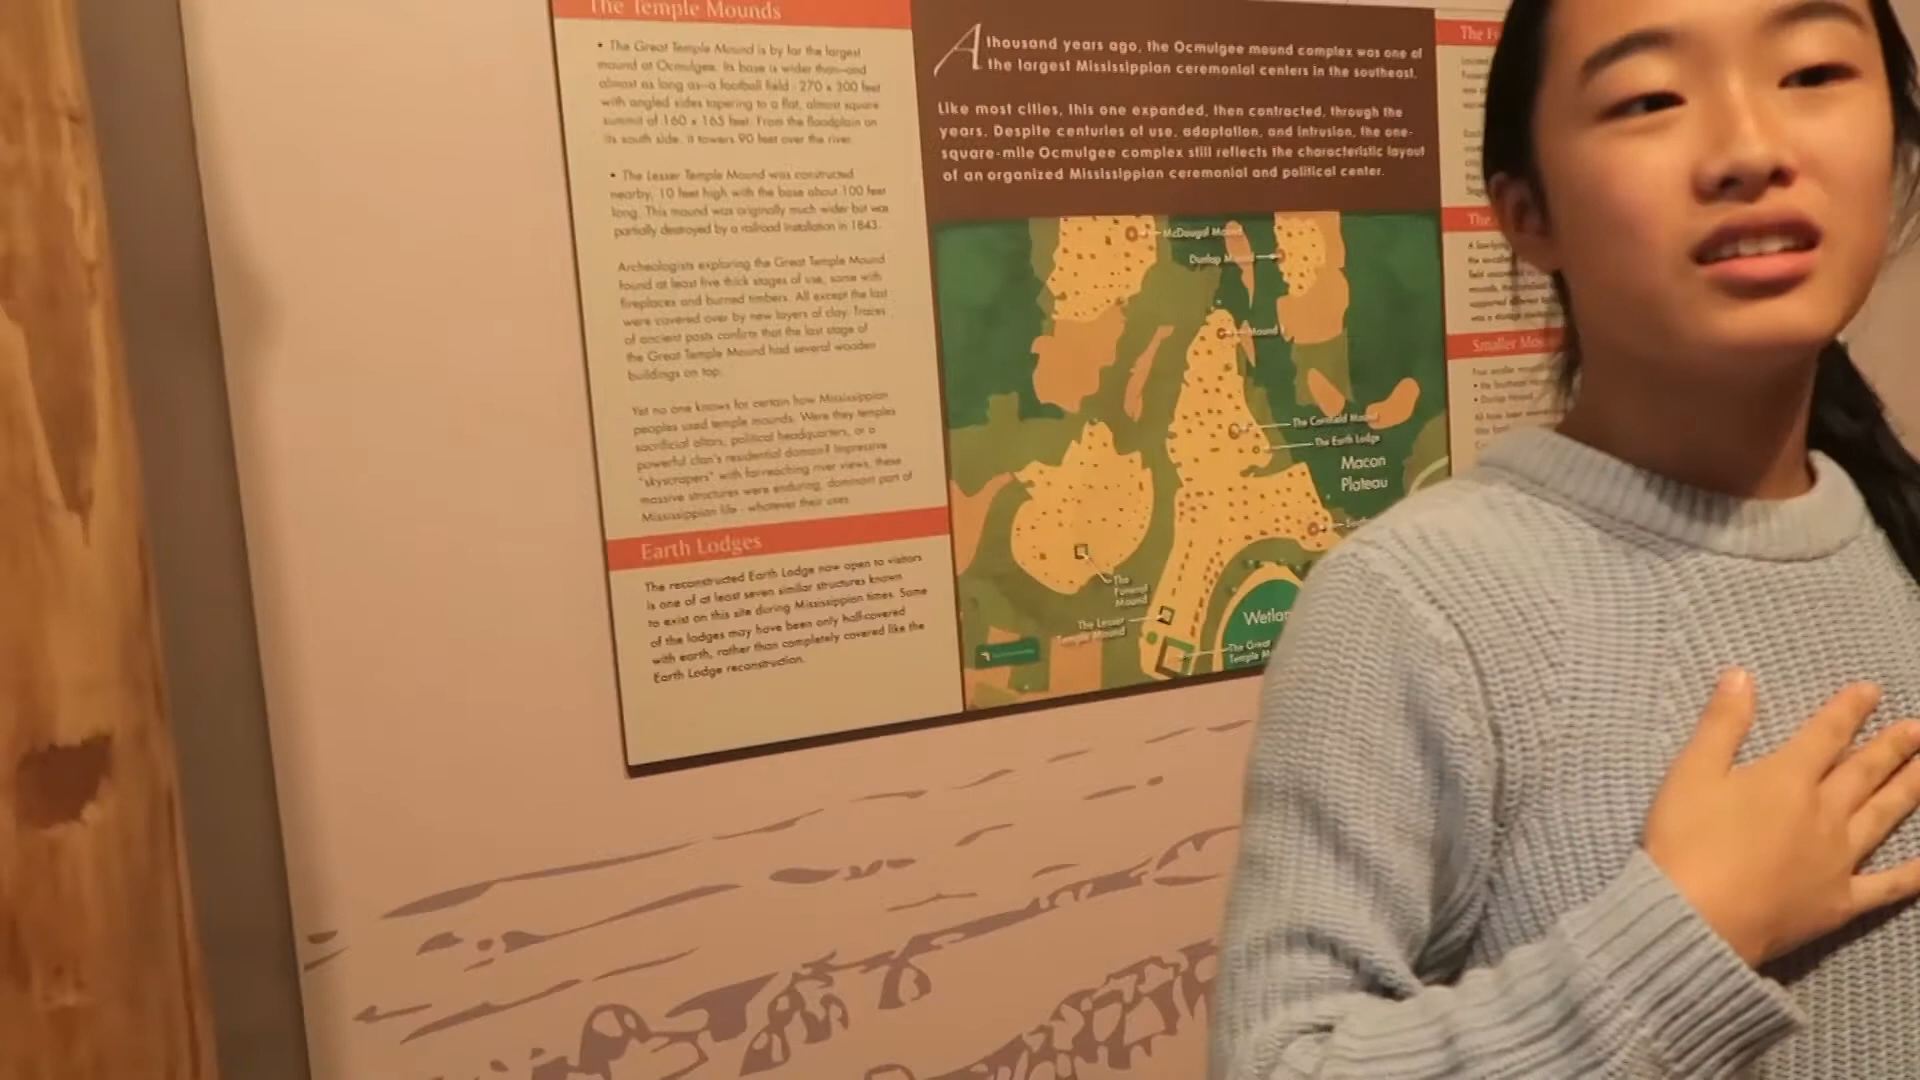 The Temple Mounds
• The Great Temple Mound is by far the largest
mound at Ocmulgee. Its base is wider than—and
almost as long as—a football field - 270 x 300 feet
with angled sides tapering to a flat, almost square
summit of 160 x 165 feet. From the floodplain on
its south side, it towers 90 feet over the river.
• The Lesser Temple Mound was constructed
nearby, 10 feet high with the base about 100 feet
long. This mound was originally much wider but was
partially destroyed by a railroad installation in 1843.
Archeologists exploring the Great Temple Mound
found at least five thick stages of use, some with
fireplaces and burned timbers. All except the last
were covered over by new layers of clay. Traces
of ancient posts confirm that the last stage of
the Great Temple Mound had several wooden
buildings on top.
Yet no one knows for certain how Mississippian
peoples used temple mounds. Were they temples
sacrificial altars, political headquarters, or a
powerful clan's residential domain? Impressive
"skyscrapers" with far-reaching river views, these
massive structures were enduring, dominant part of
Mississippian life - whatever their uses.
Earth Lodges
The reconstructed Earth Lodge now open to visitors
is one of at least seven similar structures known
to exist on this site during Mississippian times. Some
of the lodges may have been only half-covered
with earth, rather than completely covered like the
Earth Lodge reconstruction.
A thousand years ago, the Ocmulgee mound complex was one of
the largest Mississippian ceremonial centers in the southeast.
Like most cities, this one expanded, then contracted, through the
years. Despite centuries of use, adaptation, and intrusion, the one-
square-mile Ocmulgee complex still reflects the characteristic layout
of an organized Mississippian ceremonial and political center.
McDougal Mound
Dunlap Mound
Mound
The Cornfield Mound
The Earth Lodge
Macon
Plateau
The
Funeral
Mound
The Lesser
Temple Mound
Wetlan
The Great
Temple M
The F
The
Smaller Mo